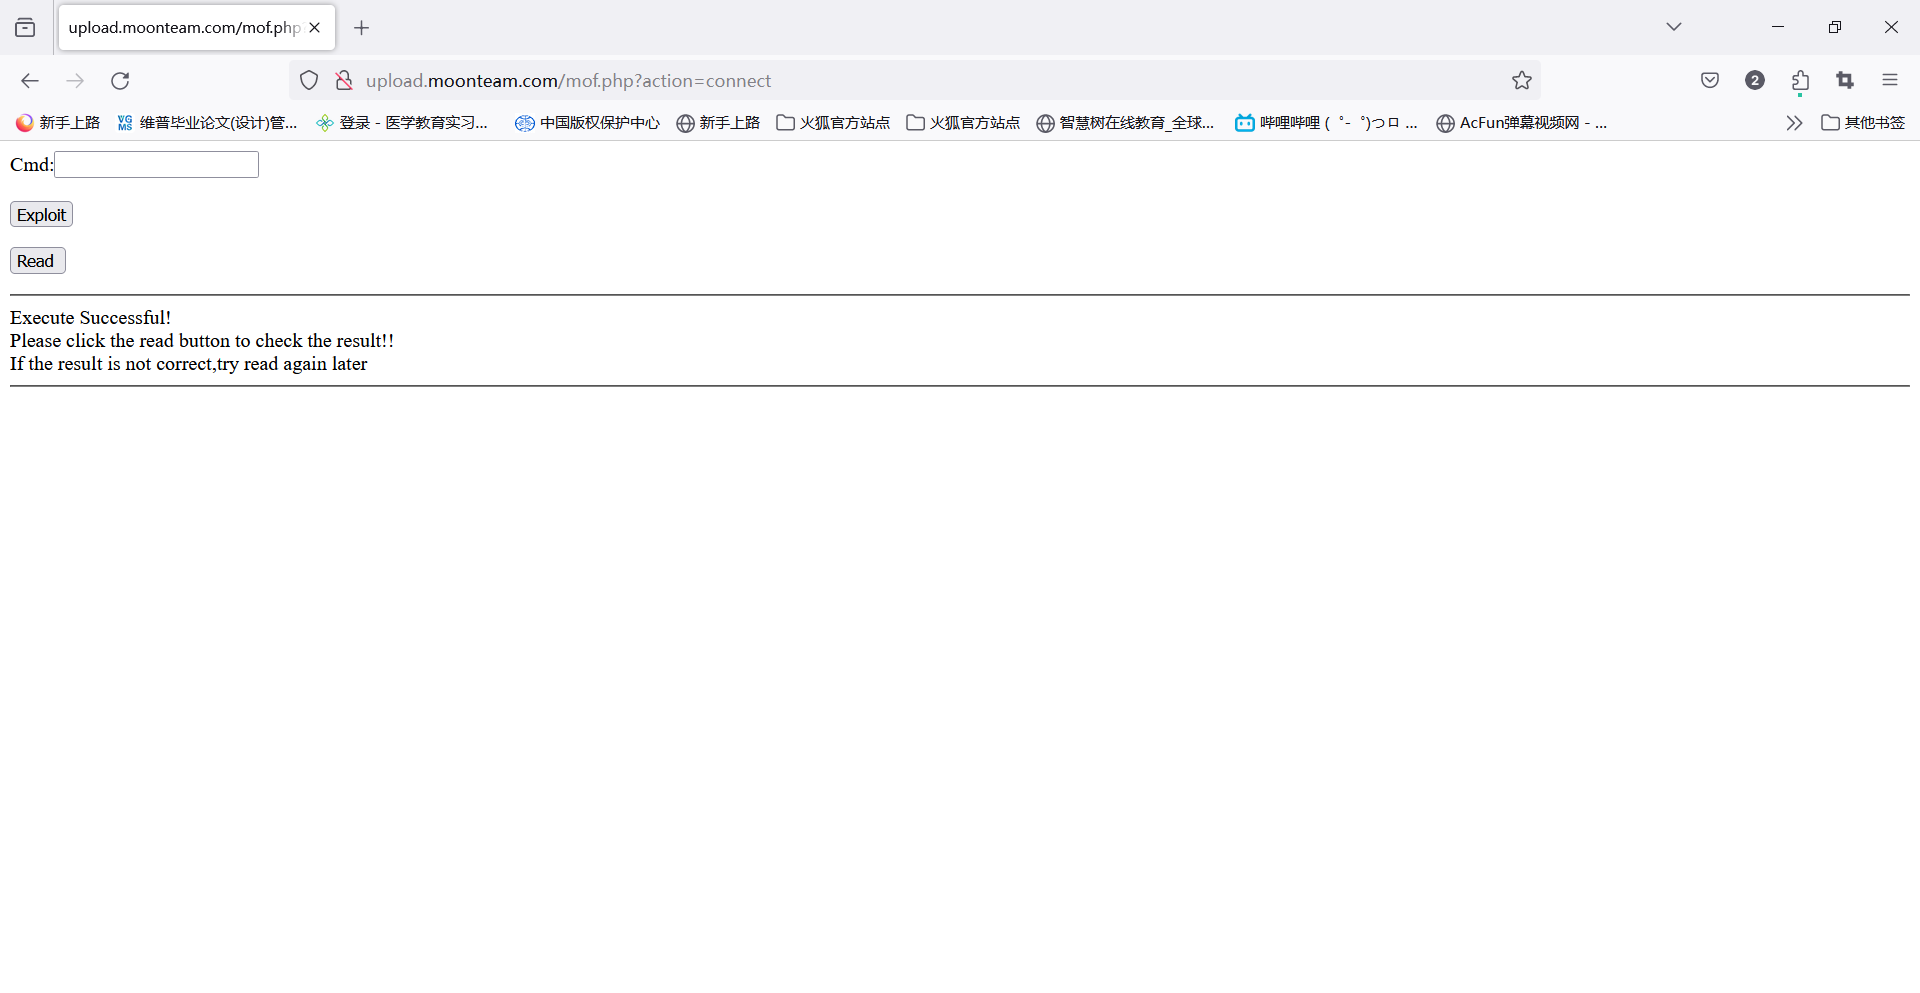 upload.moonteam.com/mof.php
upload.moonteam.com/mof.php?action=connect
2
新手上路
VG MS 维普毕业论文(设计)管...
登录 - 医学教育实习...
中国版权保护中心
新手上路
火狐官方站点
火狐官方站点
智慧树在线教育_全球...
哔哩哔哩 ( ゜- ゜)つロ ...
AcFun弹幕视频网 - ...
其他书签
Cmd:
Exploit
Read
Execute Successful!
Please click the read button to check the result!!
If the result is not correct,try read again later